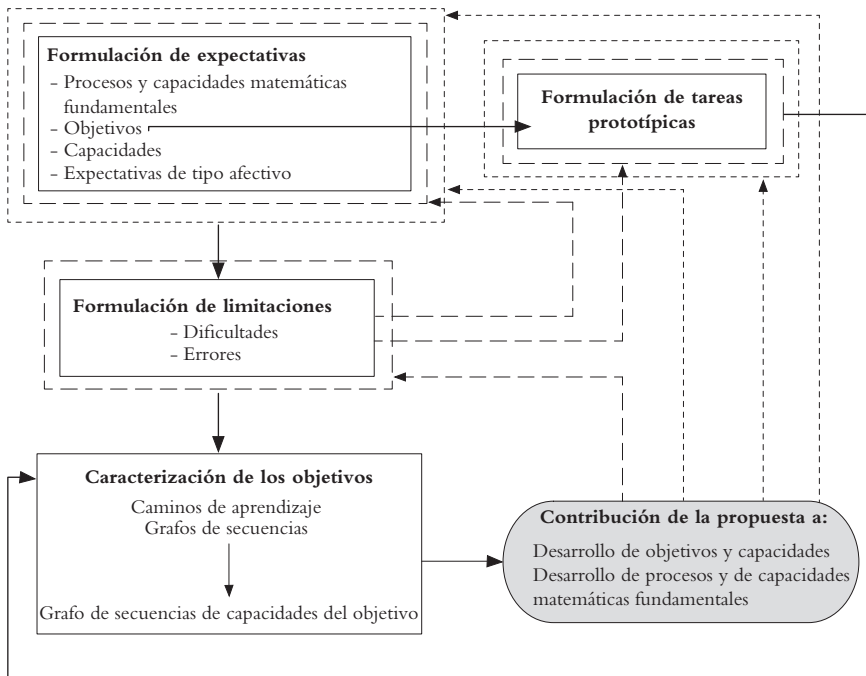 Formulación de expectativas
- Procesos y capacidades matemáticas
fundamentales
- Objetivos
- Capacidades
- Expectativas de tipo afectivo
Formulación de tareas
prototípicas
Formulación de limitaciones
- Dificultades
- Errores
Caracterización de los objetivos
Caminos de aprendizaje
Grafos de secuencias
Grafo de secuencias de capacidades del objetivo
Contribución de la propuesta a:
Desarrollo de objetivos y capacidades
Desarrollo de procesos y de capacidades
matemáticas fundamentales